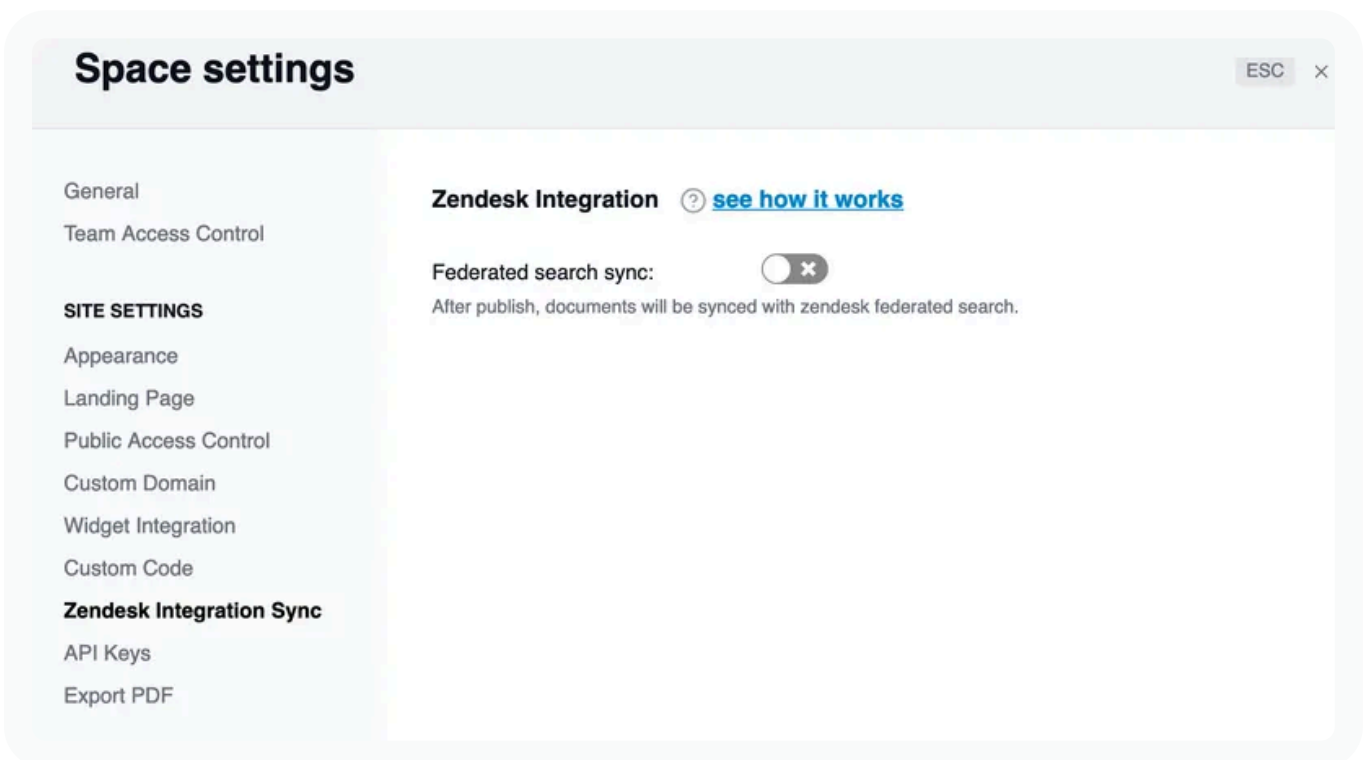 Space settings
ESC ×
General
Team Access Control
SITE SETTINGS
Appearance
Landing Page
Public Access Control
Custom Domain
Widget Integration
Custom Code
Zendesk Integration Sync
API Keys
Export PDF
Zendesk Integration ? see how it works
Federated search sync:
After publish, documents will be synced with zendesk federated search.